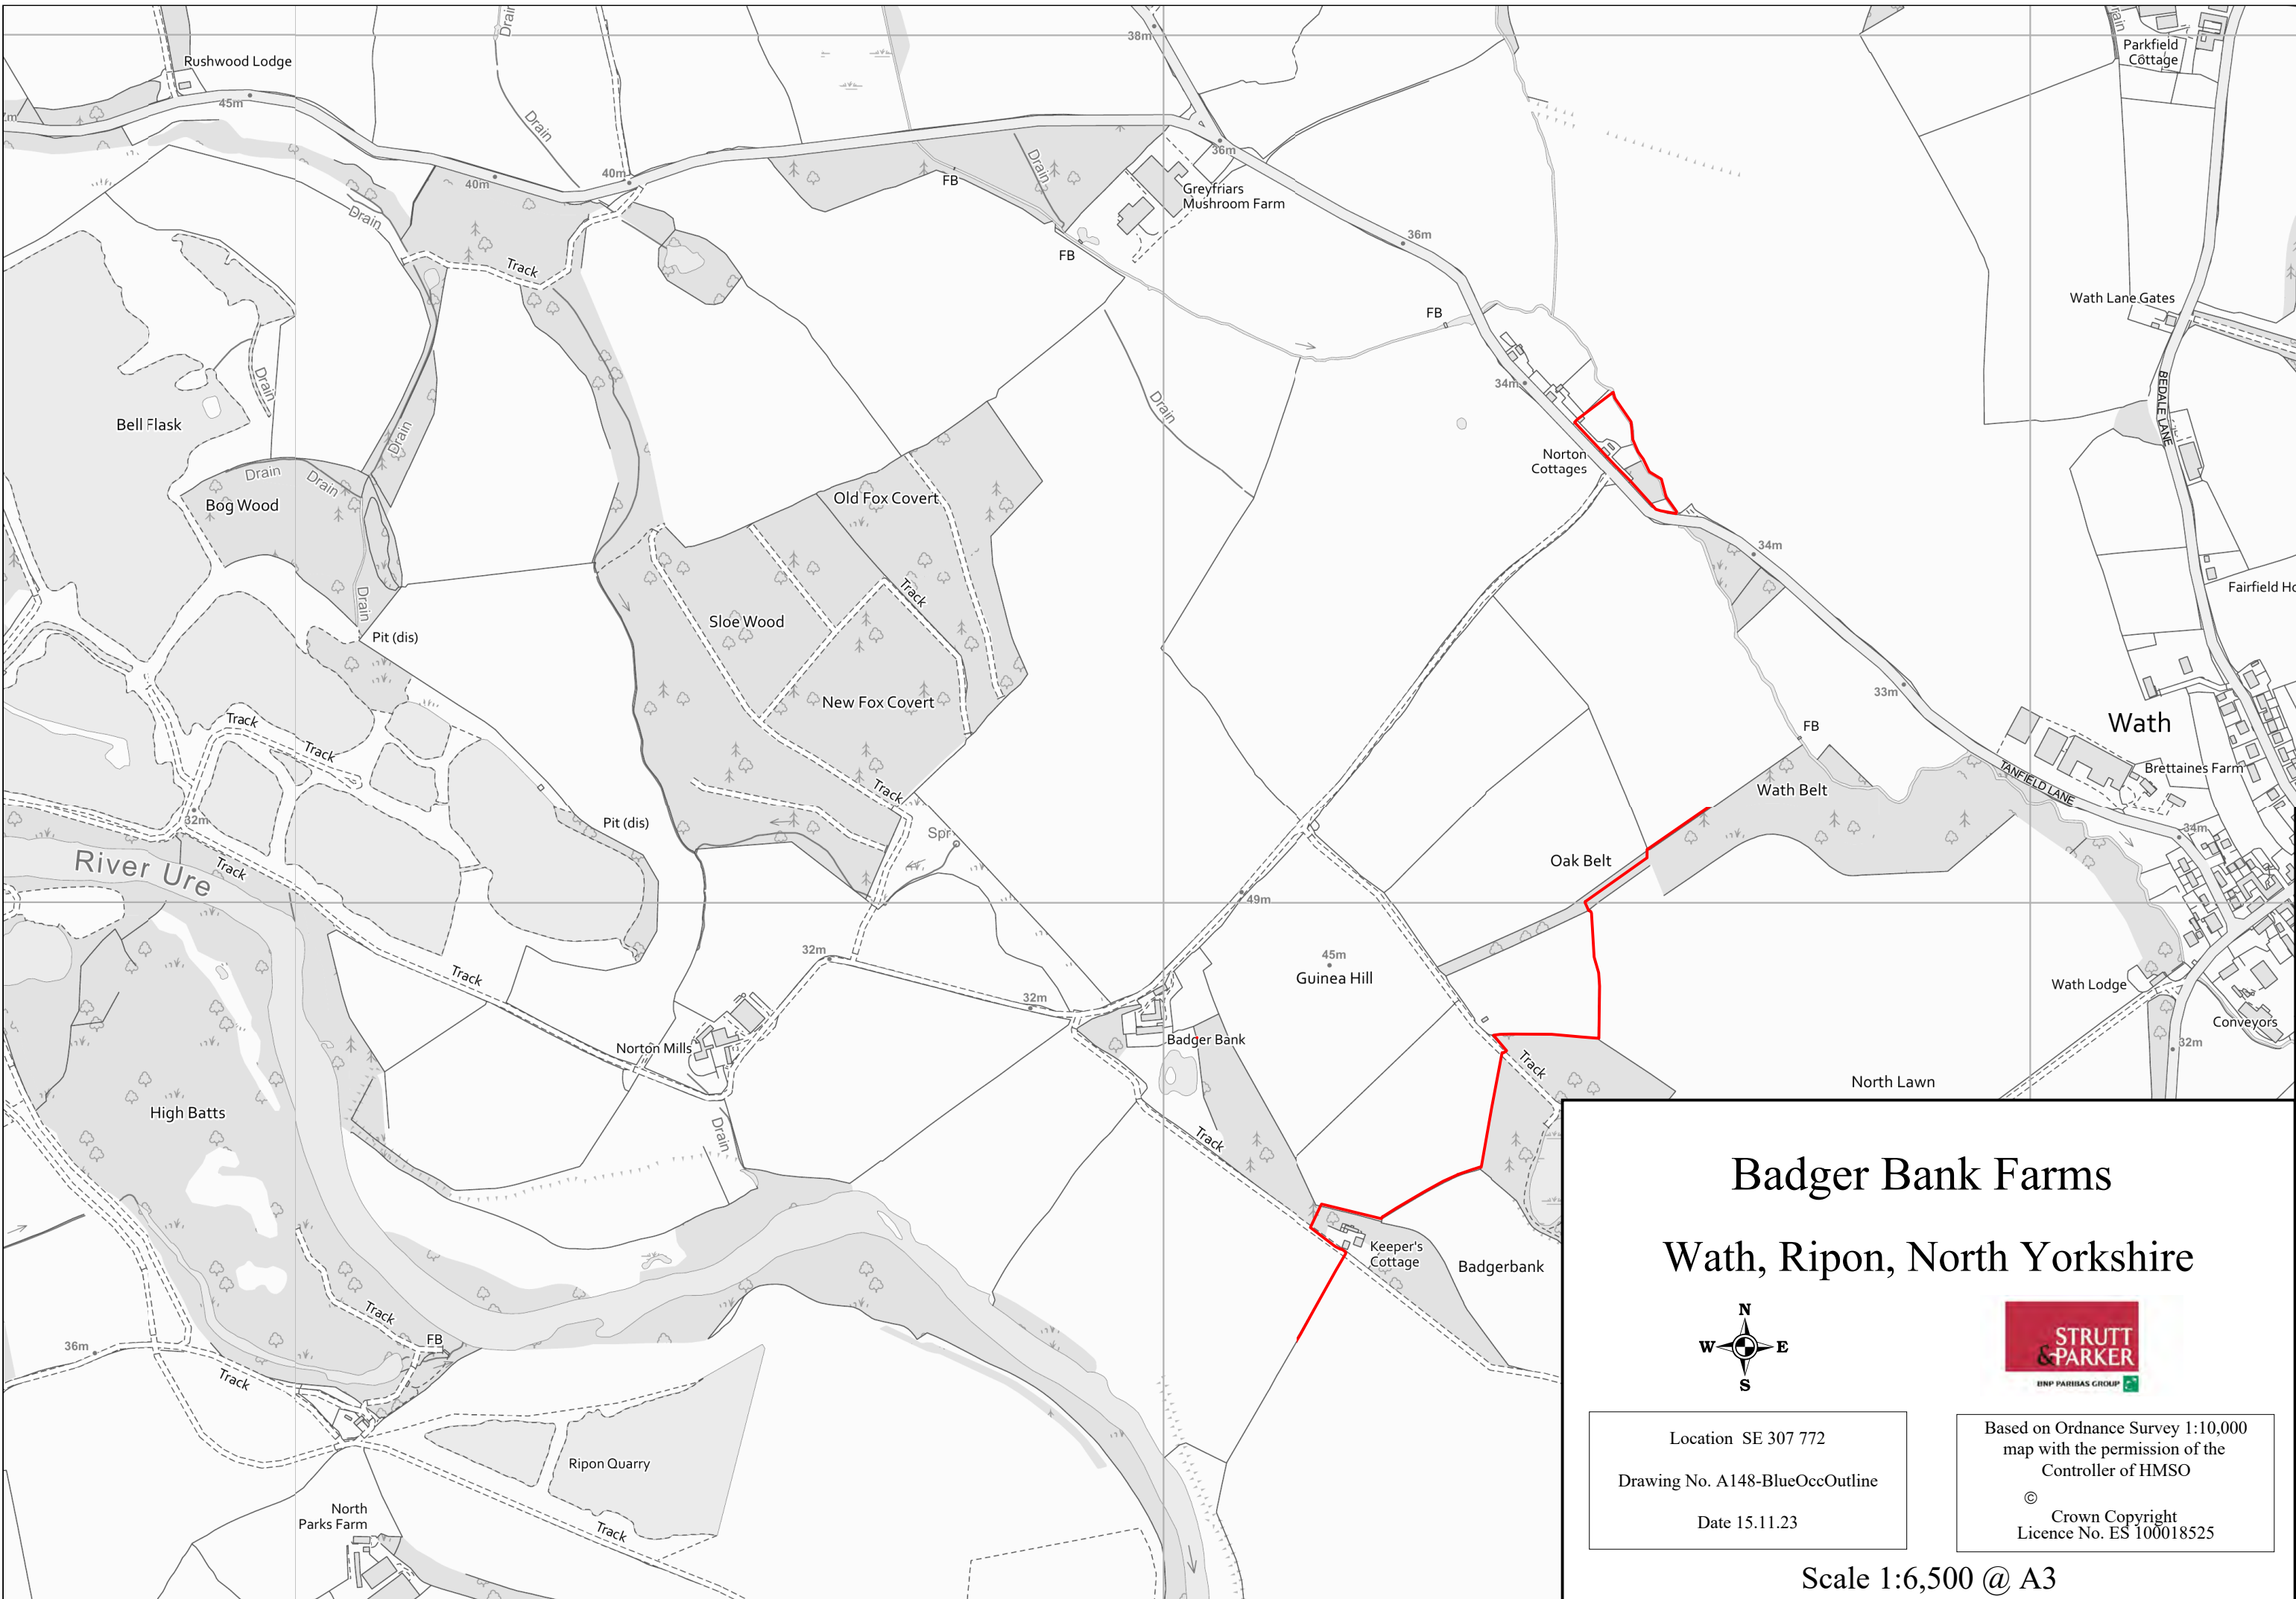 Drain
38m
Parkfield
Cottage
Drain
Rushwood Lodge
45m
Drain
36m
40m
40m
Drain
FB
Greyfriars
Mushroom Farm
Drain
36m
FB
Track
Wath Lane Gates
FB
34m
BEDALE LANE
Drain
Drain
Bell Flask
Drain
Norton
Cottages
Drain
Drain
Bog Wood
Old Fox Covert
34m
Drain
Track
Fairfield Ho
Sloe Wood
Pit (dis)
33m
New Fox Covert
Track
Track
FB
Wath
TANFIELD LANE
Brettaines Farm
Wath Belt
Track
32m
Pit (dis)
Spr
34m
River Ure
Track
Oak Belt
49m
32m
45m
Guinea Hill
Track
Wath Lodge
32m
Conveyors
Badger Bank
Norton Mills
32m
Track
North Lawn
High Batts
Drain
Track
Keeper's
Cottage
Badgerbank
Track
FB
36m
Track
Ripon Quarry
North
Parks Farm
Track
Badger Bank Farms
Wath, Ripon, North Yorkshire
N
W E
S
STRUTT
&PARKER
BNP PARIBAS GROUP
Location SE 307 772
Drawing No. A148-BlueOccOutline
Date 15.11.23
Based on Ordnance Survey 1:10,000
map with the permission of the
Controller of HMSO
©
Crown Copyright
Licence No. ES 100018525
Scale 1:6,500 @ A3